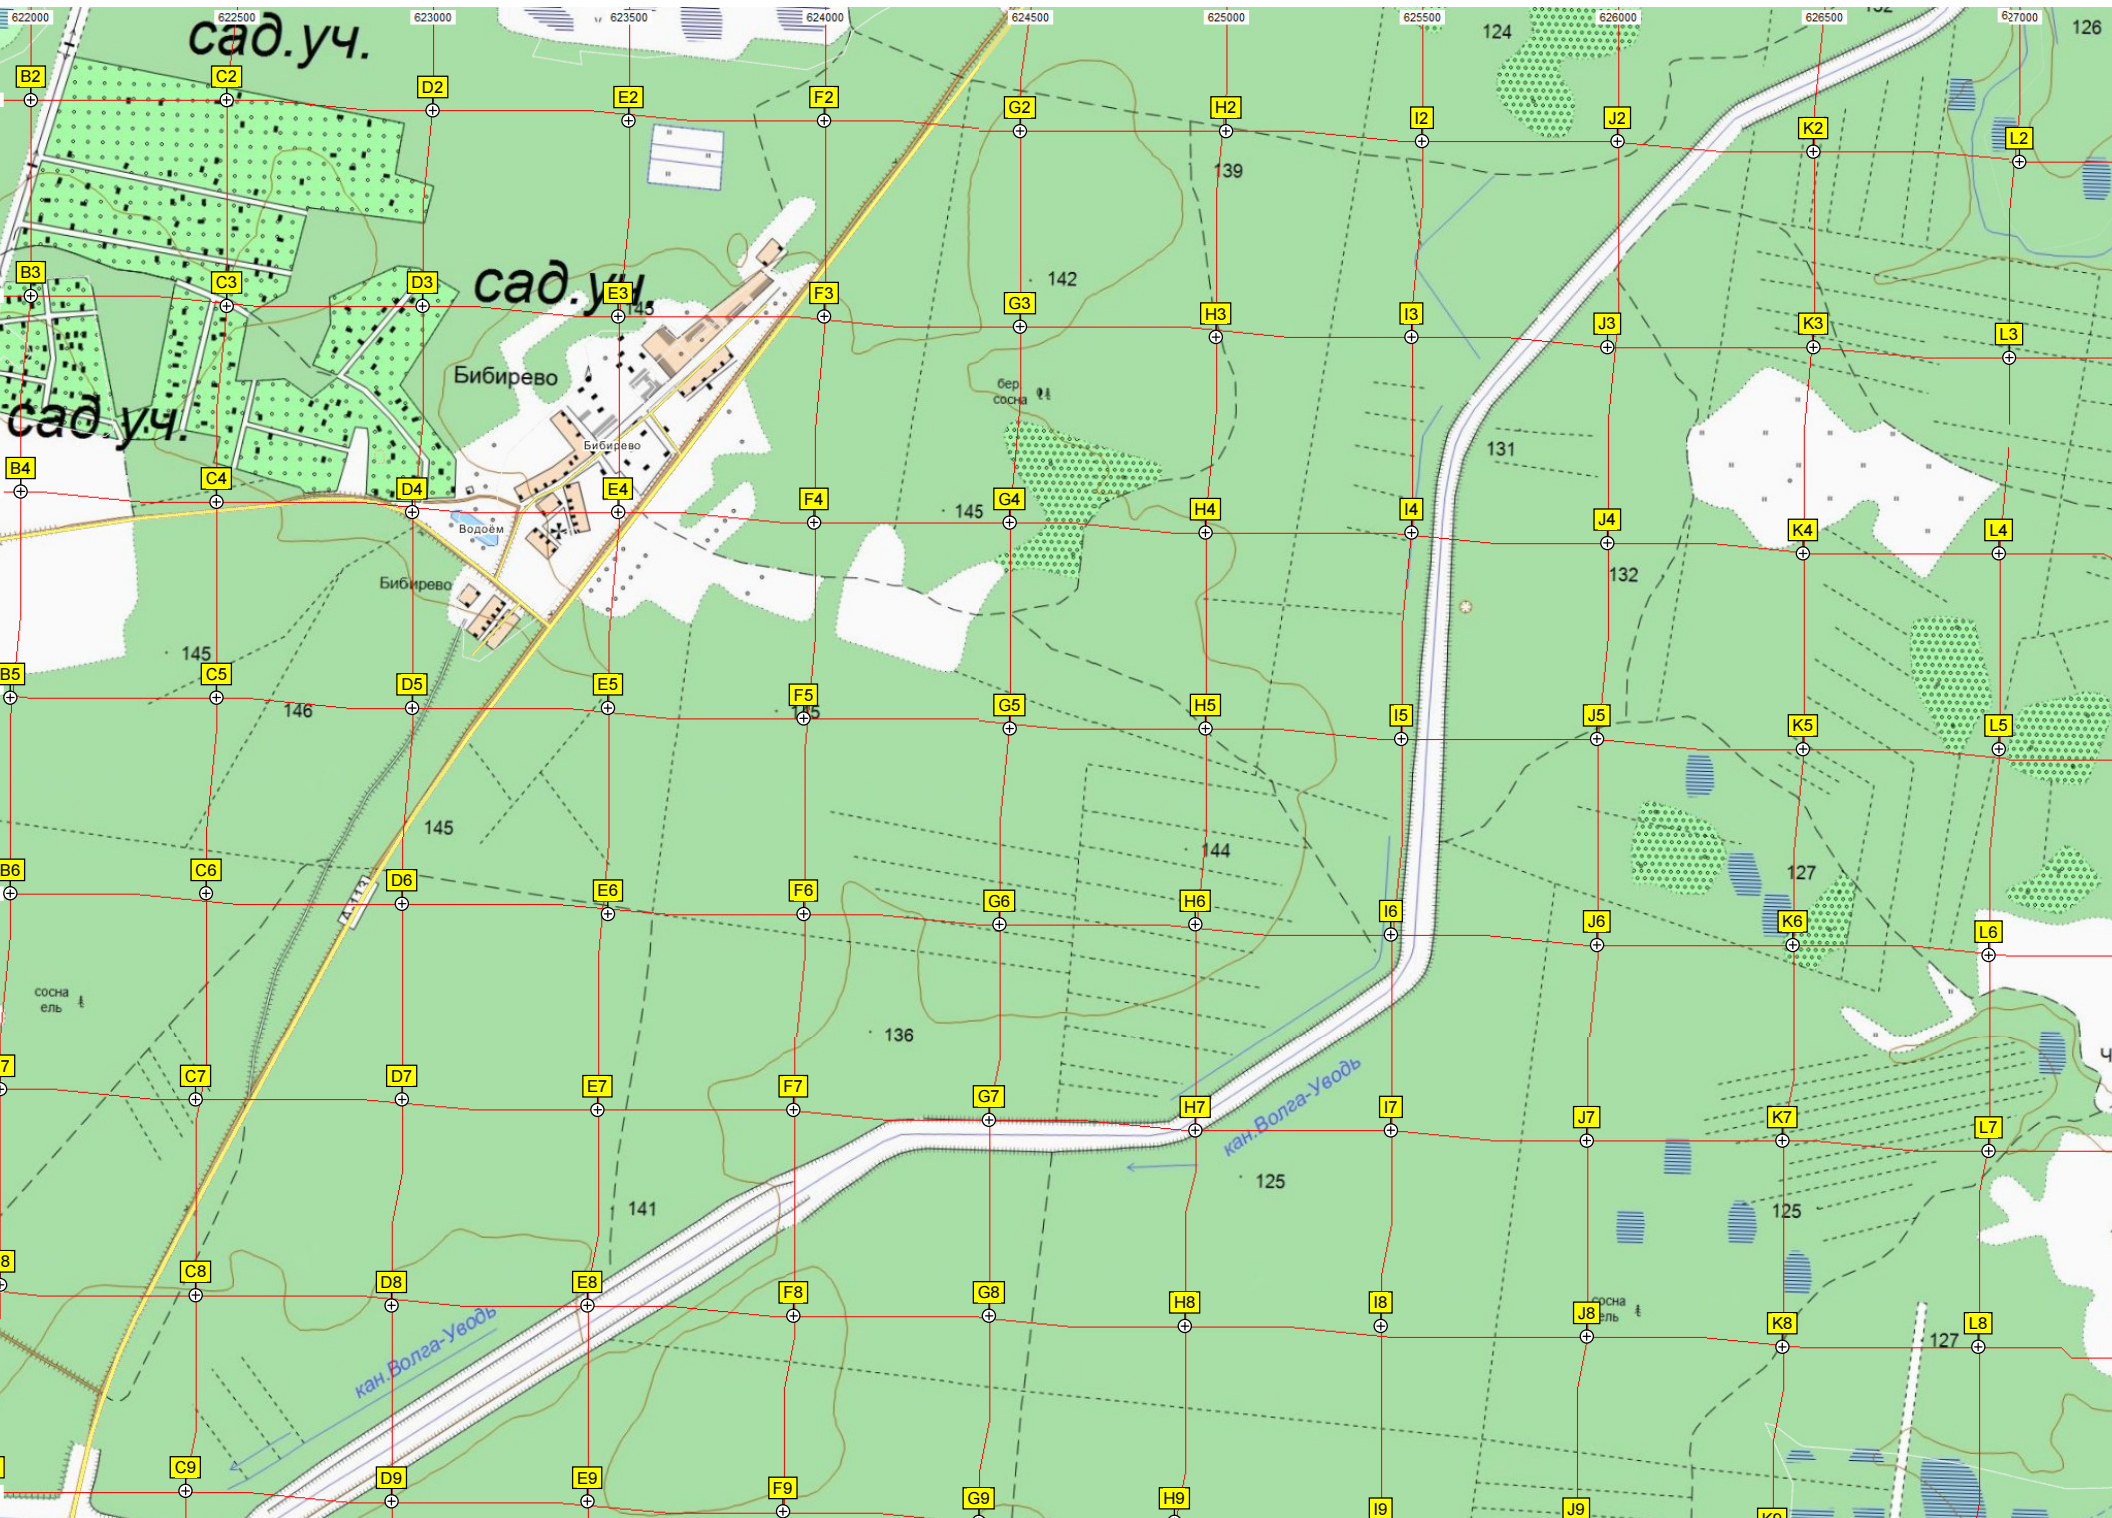 622000 622500 623000 623500 624000 624500 625000 625500 626000 626500 627000
сад.уч.
124
126
B2 C2 D2 E2 F2 G2 H2 I2 J2 K2 L2
139
B3 C3 D3 E3 F3 G3 H3 I3 J3 K3 L3
сад.уч.
143
142
Бибирево
бер.
сосна
сад.уч.
Бибирево
131
B4 C4 D4 E4 F4 G4 H4 I4 J4 K4 L4
145
Водоём
Бибирево
132
145
B5 C5 D5 E5 F5 G5 H5 I5 J5 K5 L5
146
145
145
144
127
B6 C6 D6 E6 F6 G6 H6 I6 J6 K6 L6
А-113
сосна
ель
136
7 C7 D7 E7 F7 G7 H7 I7 J7 K7 L7
кан.Волга-Уводь
125
141
125
8 C8 D8 E8 F8 G8 H8 I8 J8 K8 L8
сосна
ель
127
кан.Волга-Уводь
C9 D9 E9 F9 G9 H9 I9 J9 K9